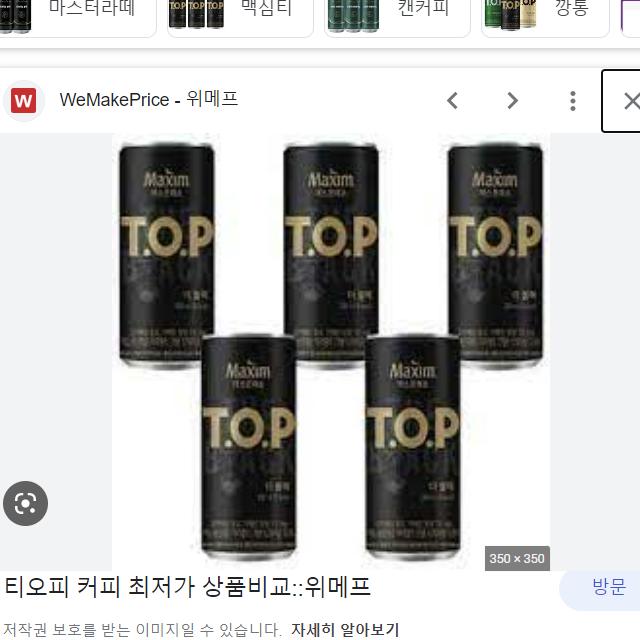 마스터라떼
맥심티
캔커피
깡통
WeMakePrice - 위메프
Maxim
T.O.P
Maxim
T.O.P
Maxim
T.O.P
Maxim
T.O.P
Maxim
T.O.P
350 × 350
티오피 커피 최저가 상품비교::위메프
방문
저작권 보호를 받는 이미지일 수 있습니다. 자세히 알아보기